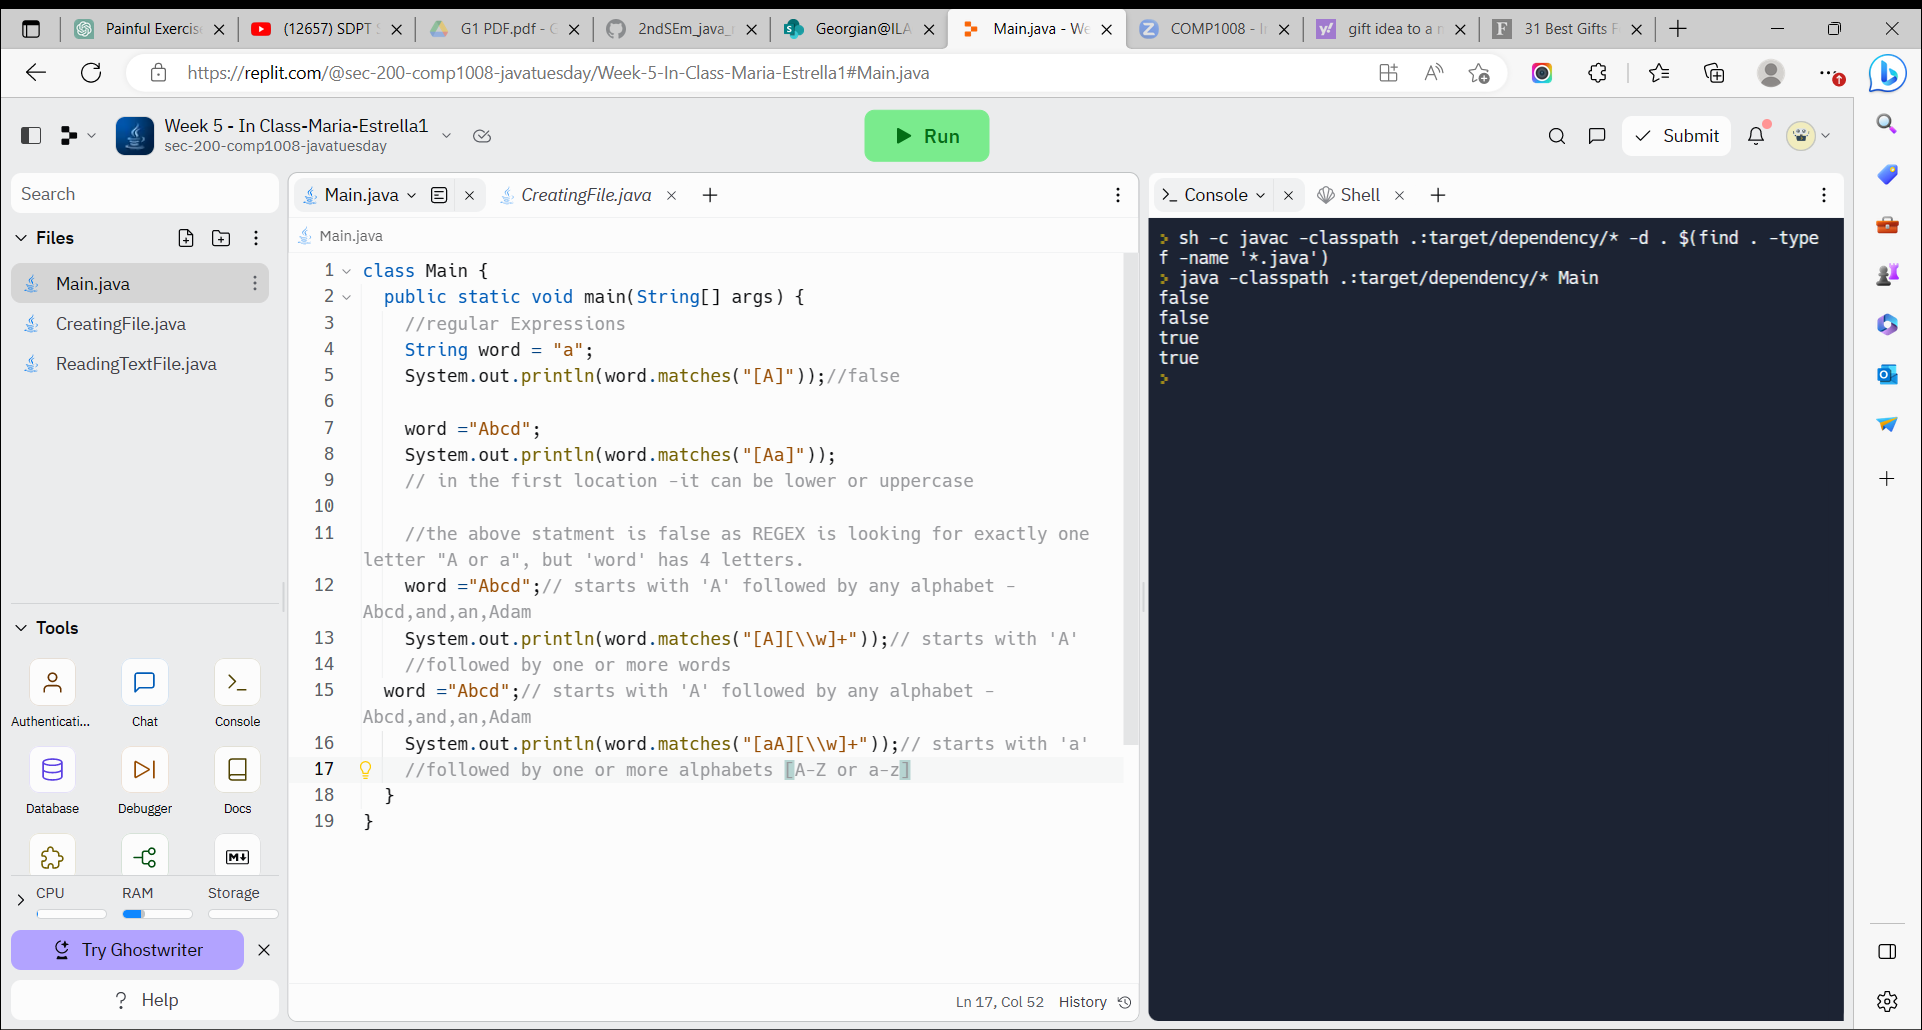 Painful Exercis
(12657) SDPT S
G1 PDF.pdf - G
2ndSEm_java_r
Georgian@ILA
Main.java - We
COMP1008 - I
gift idea to a n
31 Best Gifts F
https://replit.com/@sec-200-comp1008-javatuesday/Week-5-In-Class-Maria-Estrella1#Main.java
Week 5 - In Class-Maria-Estrella1
sec-200-comp1008-javatuesday
Run
Submit
Search
Files
Main.java
CreatingFile.java
ReadingTextFile.java
Tools
Authenticati...
Chat
Console
Database
Debugger
Docs
CPU
RAM
Storage
Try Ghostwriter
? Help
Main.java
CreatingFile.java
Main.java
1 class Main {
2 public static void main(String[] args) {
3 //regular Expressions
4 String word = "a";
5 System.out.println(word.matches("[A]"));//false
6
7 word ="Abcd";
8 System.out.println(word.matches("[Aa]"));
9 // in the first location -it can be lower or uppercase
10
11 //the above statment is false as REGEX is looking for exactly one
letter "A or a", but 'word' has 4 letters.
12 word ="Abcd";// starts with 'A' followed by any alphabet -
Abcd,and,an,Adam
13 System.out.println(word.matches("[A][\\w]+"));// starts with 'A'
14 //followed by one or more words
15 word ="Abcd";// starts with 'A' followed by any alphabet -
Abcd,and,an,Adam
16 System.out.println(word.matches("[aA][\\w]+"));// starts with 'a'
17 //followed by one or more alphabets [A-Z or a-z]
18 }
19 }
Ln 17, Col 52 History
Console
Shell
sh -c javac -classpath .:target/dependency/* -d . $(find . -type
f -name '*.java')
java -classpath .:target/dependency/* Main
false
false
true
true